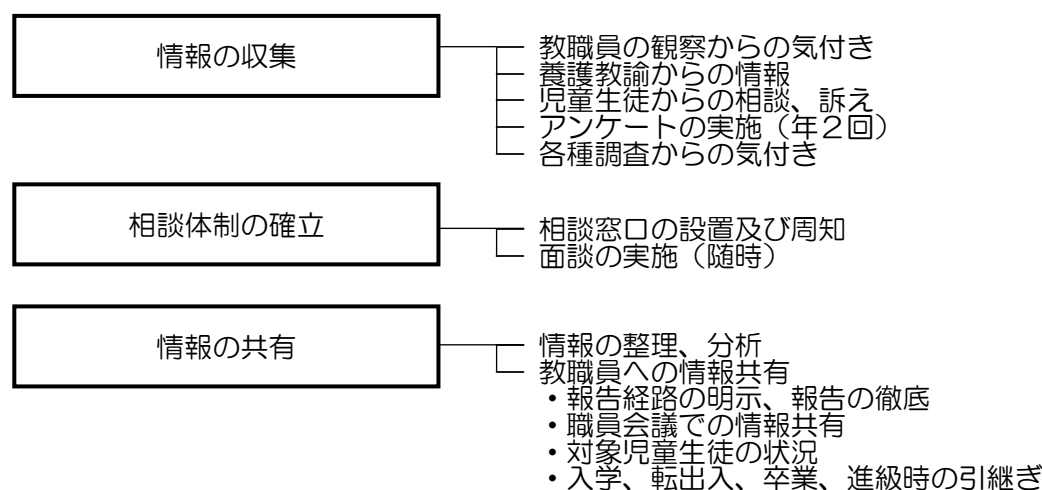 情報の収集
教職員の観察からの気付き
養護教諭からの情報
児童生徒からの相談、訴え
アンケートの実施（年２回）
各種調査からの気付き
相談体制の確立
相談窓口の設置及び周知
面談の実施（随時）
情報の共有
情報の整理、分析
教職員への情報共有
・報告経路の明示、報告の徹底
・職員会議での情報共有
・対象児童生徒の状況
・入学、転出入、卒業、進級時の引継ぎ